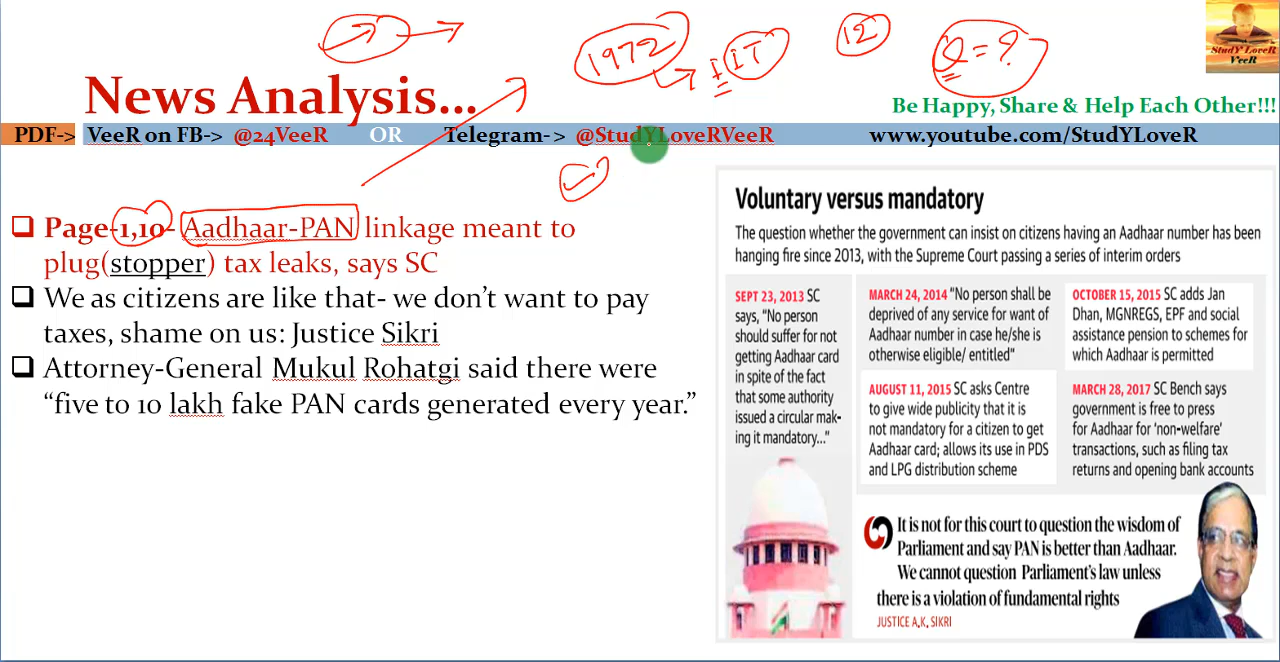 1972
IIT
12
Q = ?
StudY LoveR
VeeR
News Analysis...
Be Happy, Share & Help Each Other!!!
PDF-> VeeR on FB-> @24VeeR OR Telegram-> @StudYLoveRVeeR www.youtube.com/StudYLoveR
❑ Page-1,10- Aadhaar-PAN linkage meant to
plug(stopper) tax leaks, says SC
❑ We as citizens are like that- we don't want to pay
taxes, shame on us: Justice Sikri
❑ Attorney-General Mukul Rohatgi said there were
“five to 10 lakh fake PAN cards generated every year.”
Voluntary versus mandatory
The question whether the government can insist on citizens having an Aadhaar number has been
hanging fire since 2013, with the Supreme Court passing a series of interim orders
SEPT 23, 2013 SC
says, “No person
should suffer for not
getting Aadhaar card
in spite of the fact
that some authority
issued a circular mak-
ing it mandatory...”
MARCH 24, 2014 “No person shall be
deprived of any service for want of
Aadhaar number in case he/she is
otherwise eligible/ entitled”
AUGUST 11, 2015 SC asks Centre
to give wide publicity that it is
not mandatory for a citizen to get
Aadhaar card; allows its use in PDS
and LPG distribution scheme
OCTOBER 15, 2015 SC adds Jan
Dhan, MGNREGS, EPF and social
assistance pension to schemes for
which Aadhaar is permitted
MARCH 28, 2017 SC Bench says
government is free to press
for Aadhaar for ‘non-welfare’
transactions, such as filing tax
returns and opening bank accounts
It is not for this court to question the wisdom of
Parliament and say PAN is better than Aadhaar.
We cannot question Parliament's law unless
there is a violation of fundamental rights
JUSTICE A.K. SIKRI